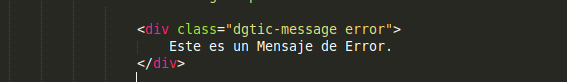 <div class="dgtic-message error">
Este es un Mensaje de Error.
</div>